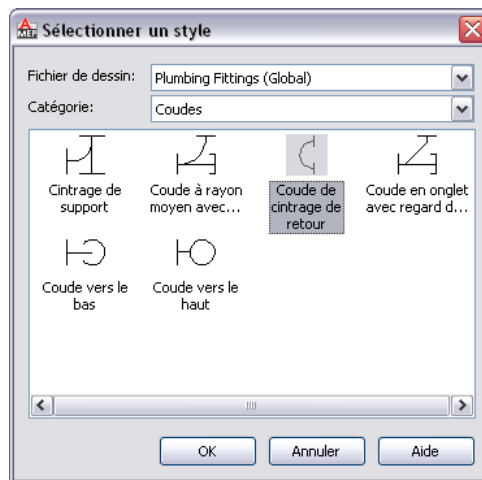 MEP Sélectionner un style
Fichier de dessin: Plumbing Fittings (Global)
Catégorie: Coudes
Cintrage de support
Coude à rayon moyen avec...
Coude de cintrage de retour
Coude en onglet avec regard d...
Coude vers le bas
Coude vers le haut
OK Annuler Aide